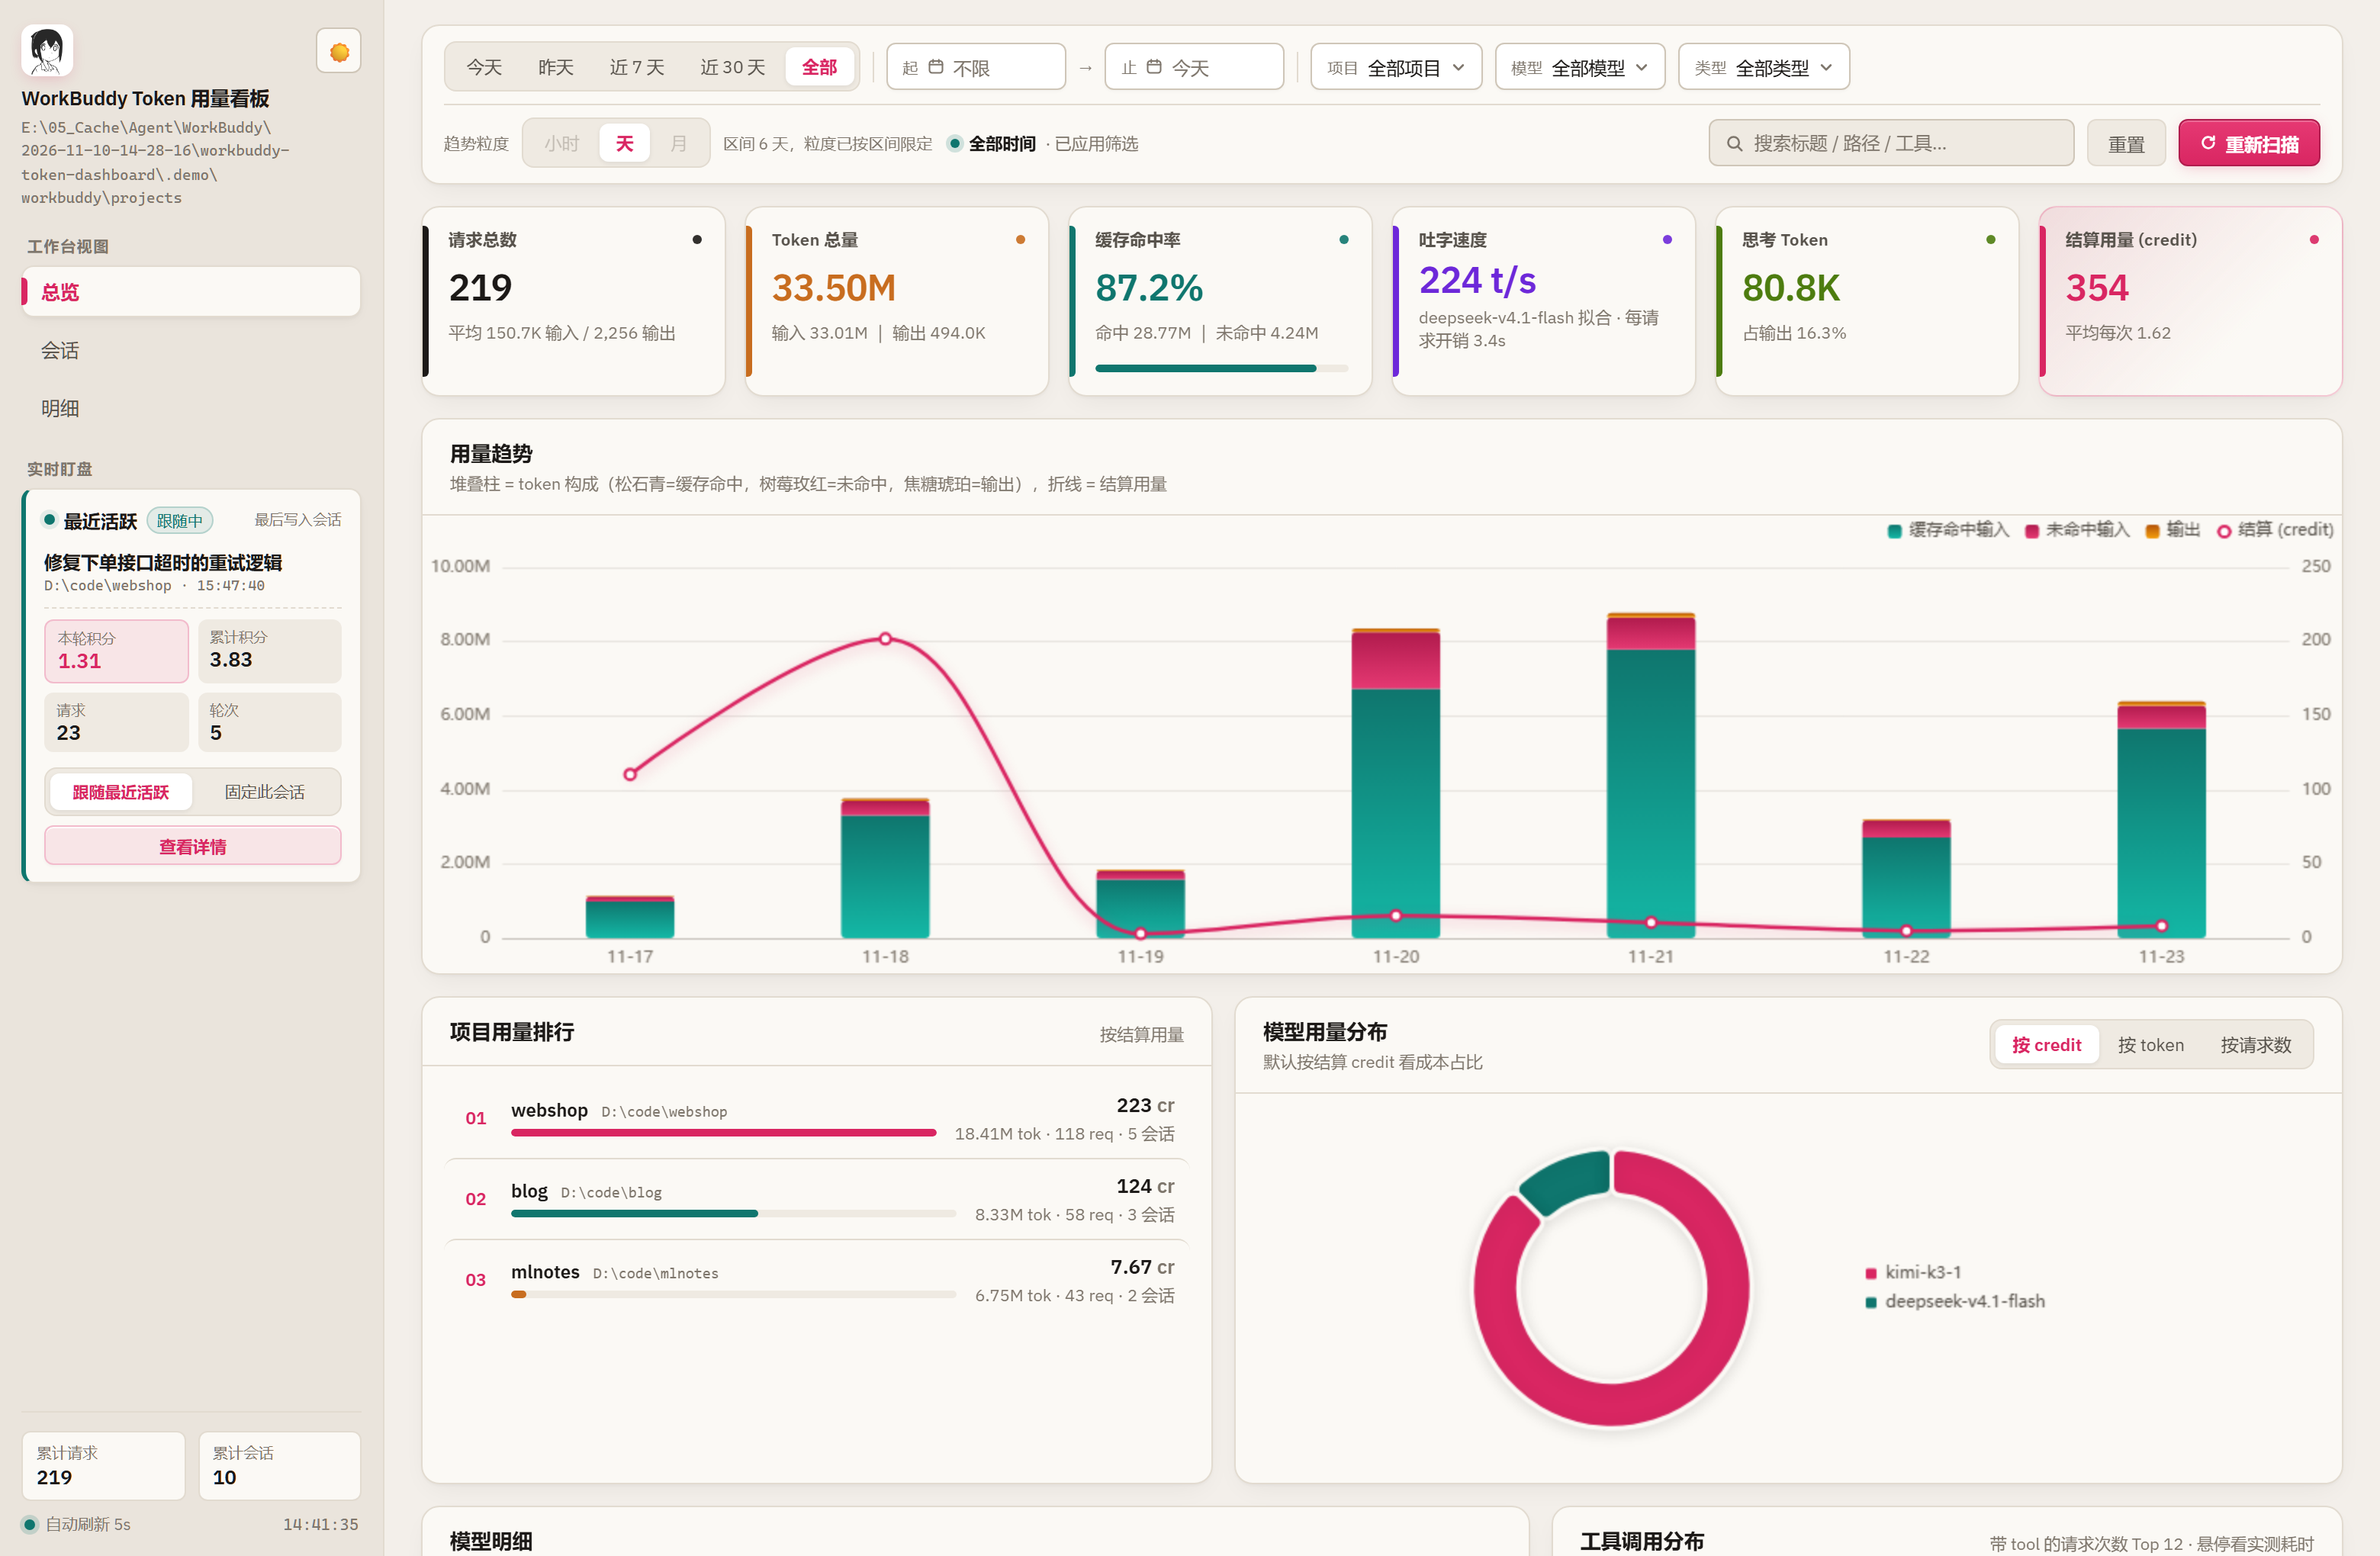 WorkBuddy Token 用量看板
E:\05_Cache\Agent\WorkBuddy\
2026-11-10-14-28-16\workbuddy-
token-dashboard\.demo\
workbuddy\projects
工作台视图
总览
会话
明细
实时盯盘
最近活跃 跟随中 最后写入会话
修复下单接口超时的重试逻辑
D:\code\webshop · 15:47:40
本轮积分 累计积分
1.31 3.83
请求 轮次
23 5
跟随最近活跃 固定此会话
查看详情
累计请求 累计会话
219 10
自动刷新 5s 14:41:35
今天 昨天 近 7 天 近 30 天 全部 起 不限 → 止 今天 项目 全部项目 模型 全部模型 类型 全部类型
趋势粒度 小时 天 月 区间 6 天，粒度已按区间限定 全部时间 · 已应用筛选 搜索标题 / 路径 / 工具... 重置 重新扫描
请求总数
219
平均 150.7K 输入 / 2,256 输出
Token 总量
33.50M
输入 33.01M | 输出 494.0K
缓存命中率
87.2%
命中 28.77M | 未命中 4.24M
吐字速度
224 t/s
deepseek-v4.1-flash 拟合 · 每请
求开销 3.4s
思考 Token
80.8K
占输出 16.3%
结算用量 (credit)
354
平均每次 1.62
用量趋势
堆叠柱 = token 构成（松石青=缓存命中，树莓玫红=未命中，焦糖琥珀=输出），折线 = 结算用量
缓存命中输入 未命中输入 输出 结算 (credit)
10.00M 250
8.00M 200
6.00M 150
4.00M 100
2.00M 50
0 0
11-17 11-18 11-19 11-20 11-21 11-22 11-23
项目用量排行 按结算用量
01 webshop D:\code\webshop 223 cr
18.41M tok · 118 req · 5 会话
02 blog D:\code\blog 124 cr
8.33M tok · 58 req · 3 会话
03 mlnotes D:\code\mlnotes 7.67 cr
6.75M tok · 43 req · 2 会话
模型用量分布
默认按结算 credit 看成本占比
按 credit 按 token 按请求数
kimi-k3-1
deepseek-v4.1-flash
模型明细
工具调用分布 带 tool 的请求次数 Top 12 · 悬停看实测耗时